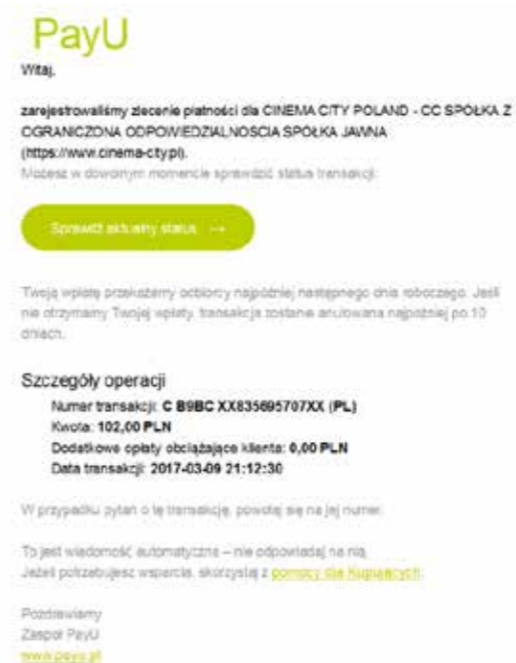 PayU
Witaj,
zarejestrowaliśmy zlecenie płatności dla CINEMA CITY POLAND - CC SPÓŁKA Z
OGRANICZONA ODPOWIEDZIALNOSCIA SPÓŁKA JAWNA
(https://www.cinema-city.pl).
Możesz w dowolnym momencie sprawdzić status transakcji:
Sprawdź aktualny status →
Twoją wpłatę przekażemy odbiorcy najpóźniej następnego dnia roboczego. Jeśli
nie otrzymamy Twojej wpłaty, transakcja zostanie anulowana najpóźniej po 10
dniach.
Szczegóły operacji
Numer transakcji: C B9BC XX835695707XX (PL)
Kwota: 102,00 PLN
Dodatkowe opłaty obciążające klienta: 0,00 PLN
Data transakcji: 2017-03-09 21:12:30
W przypadku pytań o tę transakcję, powołaj się na jej numer.
To jest wiadomość automatyczna – nie odpowiadaj na nią.
Jeżeli potrzebujesz wsparcia, skorzystaj z pomocy dla Kupujących.
Pozdrawiamy
Zespół PayU
www.payu.pl